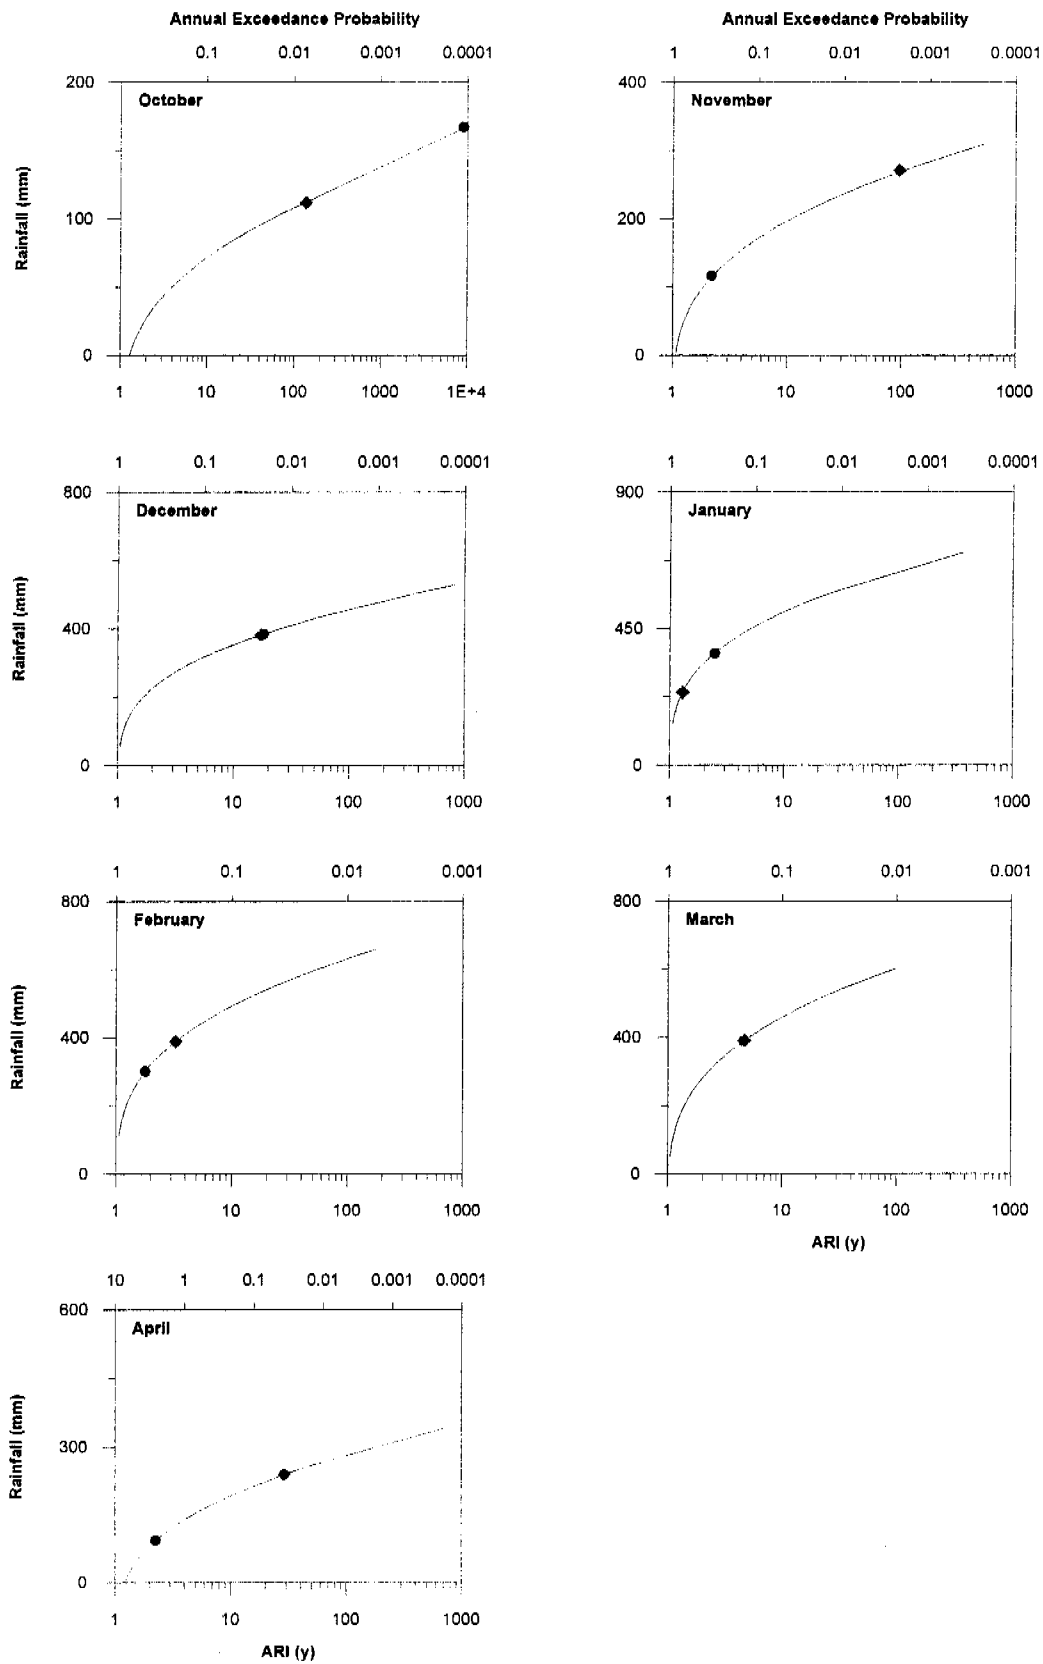 Annual Exceedance Probability
Annual Exceedance Probability
0.1 0.01 0.001 0.0001
1 0.1 0.01 0.001 0.0001
200
October
100
0
Rainfall (mm)
1 10 100 1000 1E+4
400
November
200
0
1 10 100 1000
1 0.1 0.01 0.001 0.0001
1 0.1 0.01 0.001 0.0001
800
December
400
0
Rainfall (mm)
1 10 100 1000
900
January
450
0
1 10 100 1000
1 0.1 0.01 0.001
1 0.1 0.01 0.001
800
February
400
0
Rainfall (mm)
1 10 100 1000
800
March
400
0
1 10 100 1000
ARI (y)
10 1 0.1 0.01 0.001 0.0001
600
April
300
0
Rainfall (mm)
1 10 100 1000
ARI (y)